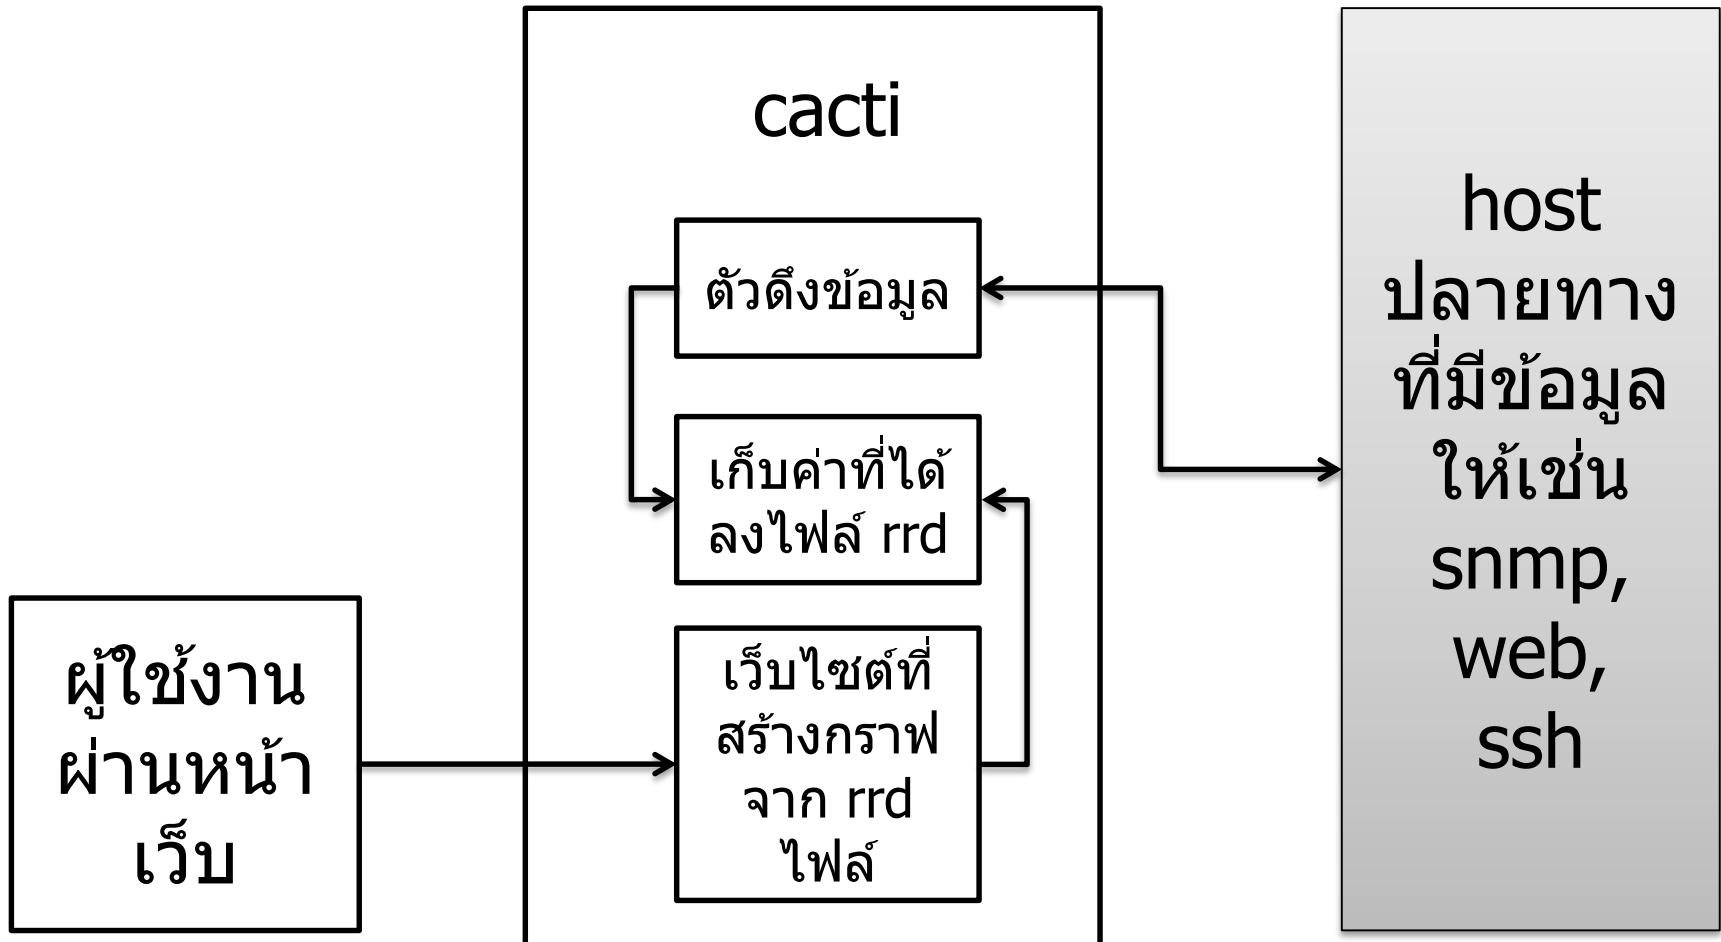 cacti
ตัวดึงข้อมูล
เก็บค่าที่ได้
ลงไฟล์ rrd
เว็บไซต์ที่
สร้างกราฟ
จาก rrd
ไฟล์
ผู้ใช้งาน
ผ่านหน้า
เว็บ
host
ปลายทาง
ที่มีข้อมูล
ให้เช่น
snmp,
web,
ssh